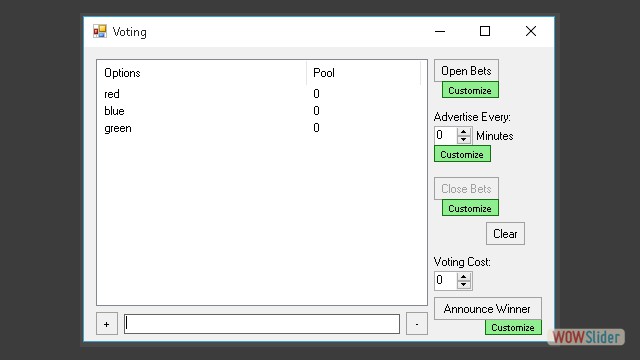 Voting
Options Pool
red 0
blue 0
green 0
+
-
Open Bets
Customize
Advertise Every:
0 Minutes
Customize
Close Bets
Customize
Clear
Voting Cost:
0
Announce Winner
Customize
WOWSlider